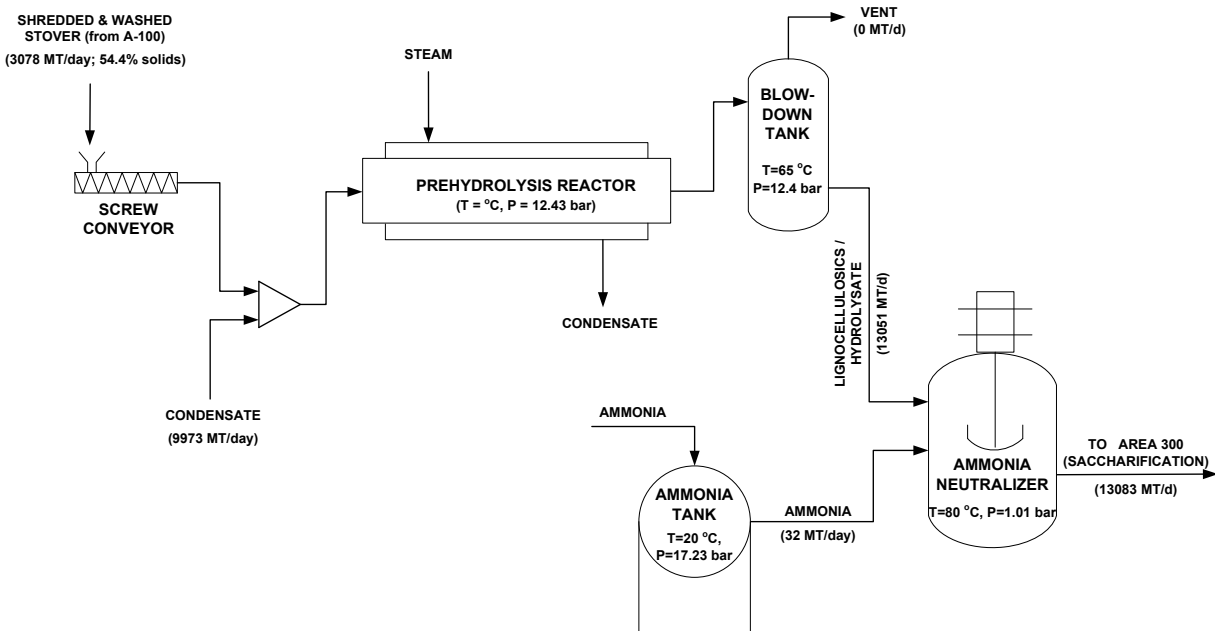 SHREDDED & WASHED
STOVER (from A-100)
(3078 MT/day; 54.4% solids)
SCREW
CONVEYOR
CONDENSATE
(9973 MT/day)
STEAM
PREHYDROLYSIS REACTOR
(T = °C, P = 12.43 bar)
CONDENSATE
VENT
(0 MT/d)
BLOW-
DOWN
TANK
T=65 °C
P=12.4 bar
LIGNOCELLULOSICS /
HYDROLYSATE
(13051 MT/d)
AMMONIA
AMMONIA
TANK
T=20 °C,
P=17.23 bar
AMMONIA
(32 MT/day)
AMMONIA
NEUTRALIZER
T=80 °C, P=1.01 bar
TO AREA 300
(SACCHARIFICATION)
(13083 MT/d)